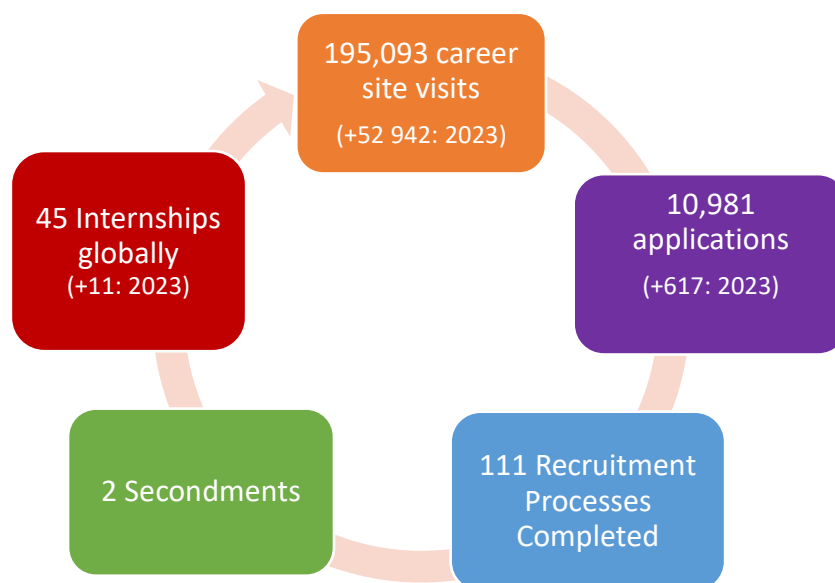 195,093 career
site visits
(+52 942: 2023)
10,981
applications
(+617: 2023)
111 Recruitment
Processes
Completed
2 Secondments
45 Internships
globally
(+11: 2023)